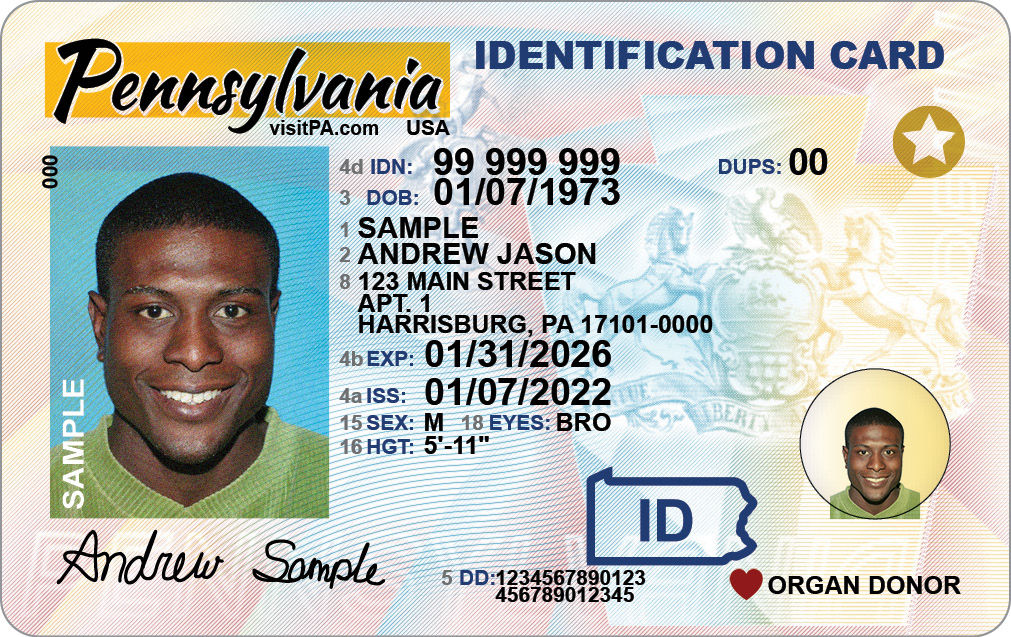 Pennsylvania
visitPA.com USA
IDENTIFICATION CARD
000
4d IDN: 99 999 999 DUPS: 00
3 DOB: 01/07/1973
1 SAMPLE
2 ANDREW JASON
8 123 MAIN STREET
APT. 1
HARRISBURG, PA 17101-0000
4b EXP: 01/31/2026
4a ISS: 01/07/2022
15 SEX: M 18 EYES: BRO
16 HGT: 5'-11"
SAMPLE
LIBERTY
ID
Andrew Sample
5 DD:1234567890123
456789012345
ORGAN DONOR